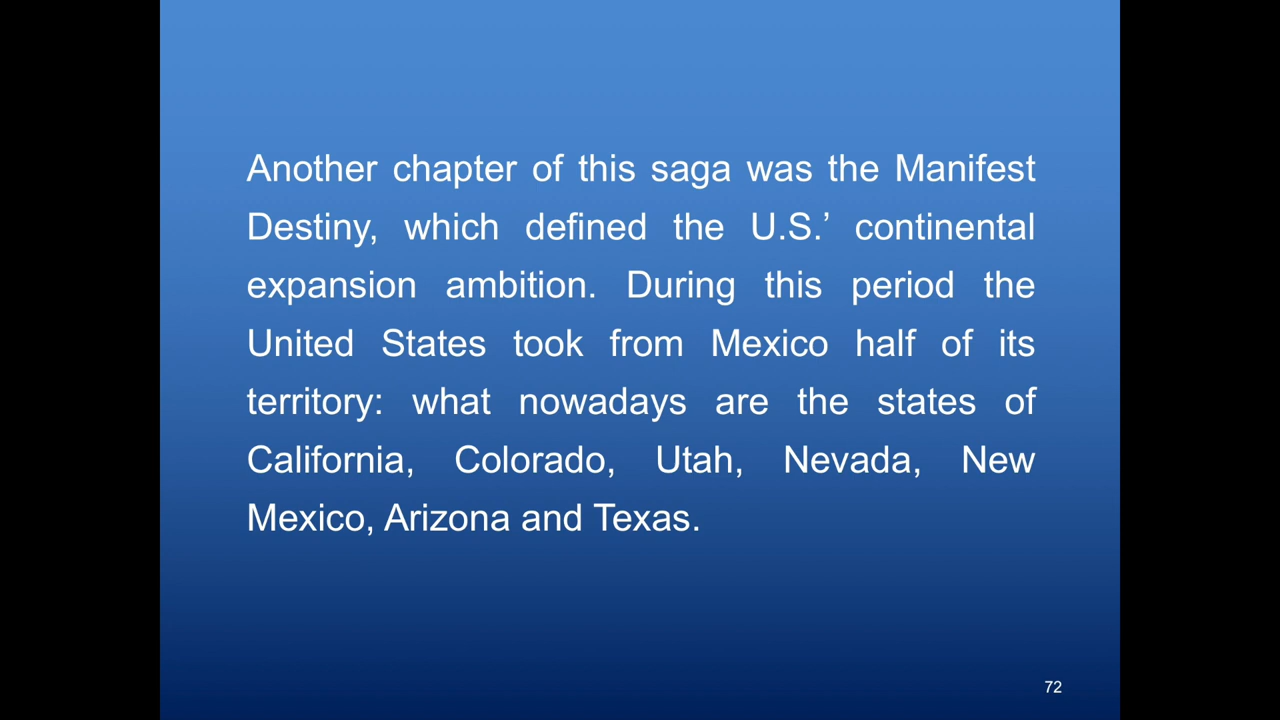 Another chapter of this saga was the Manifest
Destiny, which defined the U.S.’ continental
expansion ambition. During this period the
United States took from Mexico half of its
territory: what nowadays are the states of
California, Colorado, Utah, Nevada, New
Mexico, Arizona and Texas.
72